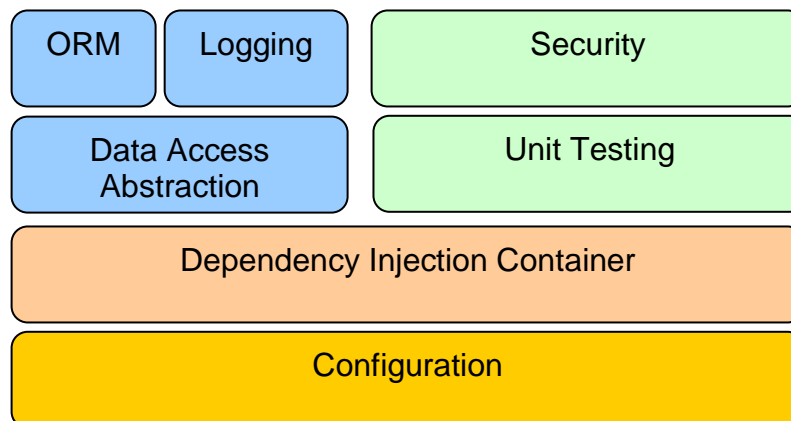 ORM
Logging
Security
Data Access
Abstraction
Unit Testing
Dependency Injection Container
Configuration